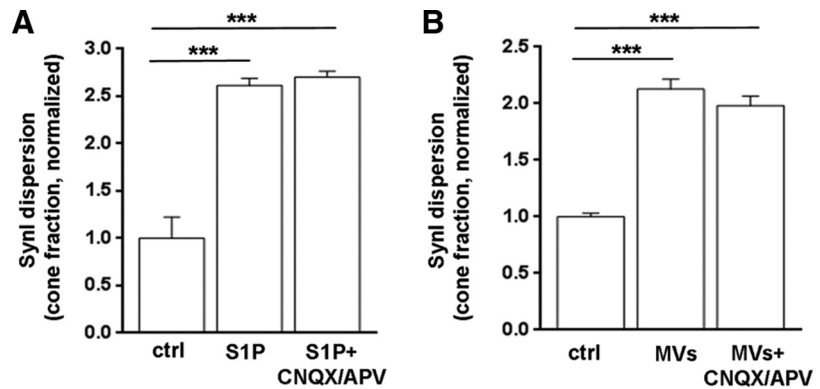 A
***
***
SynI dispersion
(cone fraction, normalized)
3.0
2.5
2.0
1.5
1.0
0.5
0.0
ctrl
S1P
S1P+
CNQX/APV
B
***
***
SynI dispersion
(cone fraction, normalized)
2.5
2.0
1.5
1.0
0.5
0.0
ctrl
MVs
MVs+
CNQX/APV